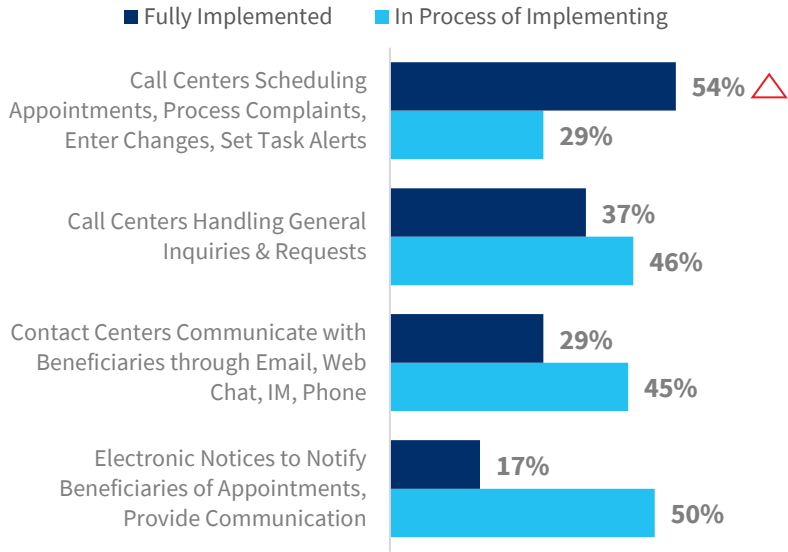 Fully Implemented In Process of Implementing
Call Centers Scheduling
Appointments, Process Complaints,
Enter Changes, Set Task Alerts
54%
29%
Call Centers Handling General
Inquiries & Requests
37%
46%
Contact Centers Communicate with
Beneficiaries through Email, Web
Chat, IM, Phone
29%
45%
Electronic Notices to Notify
Beneficiaries of Appointments,
Provide Communication
17%
50%